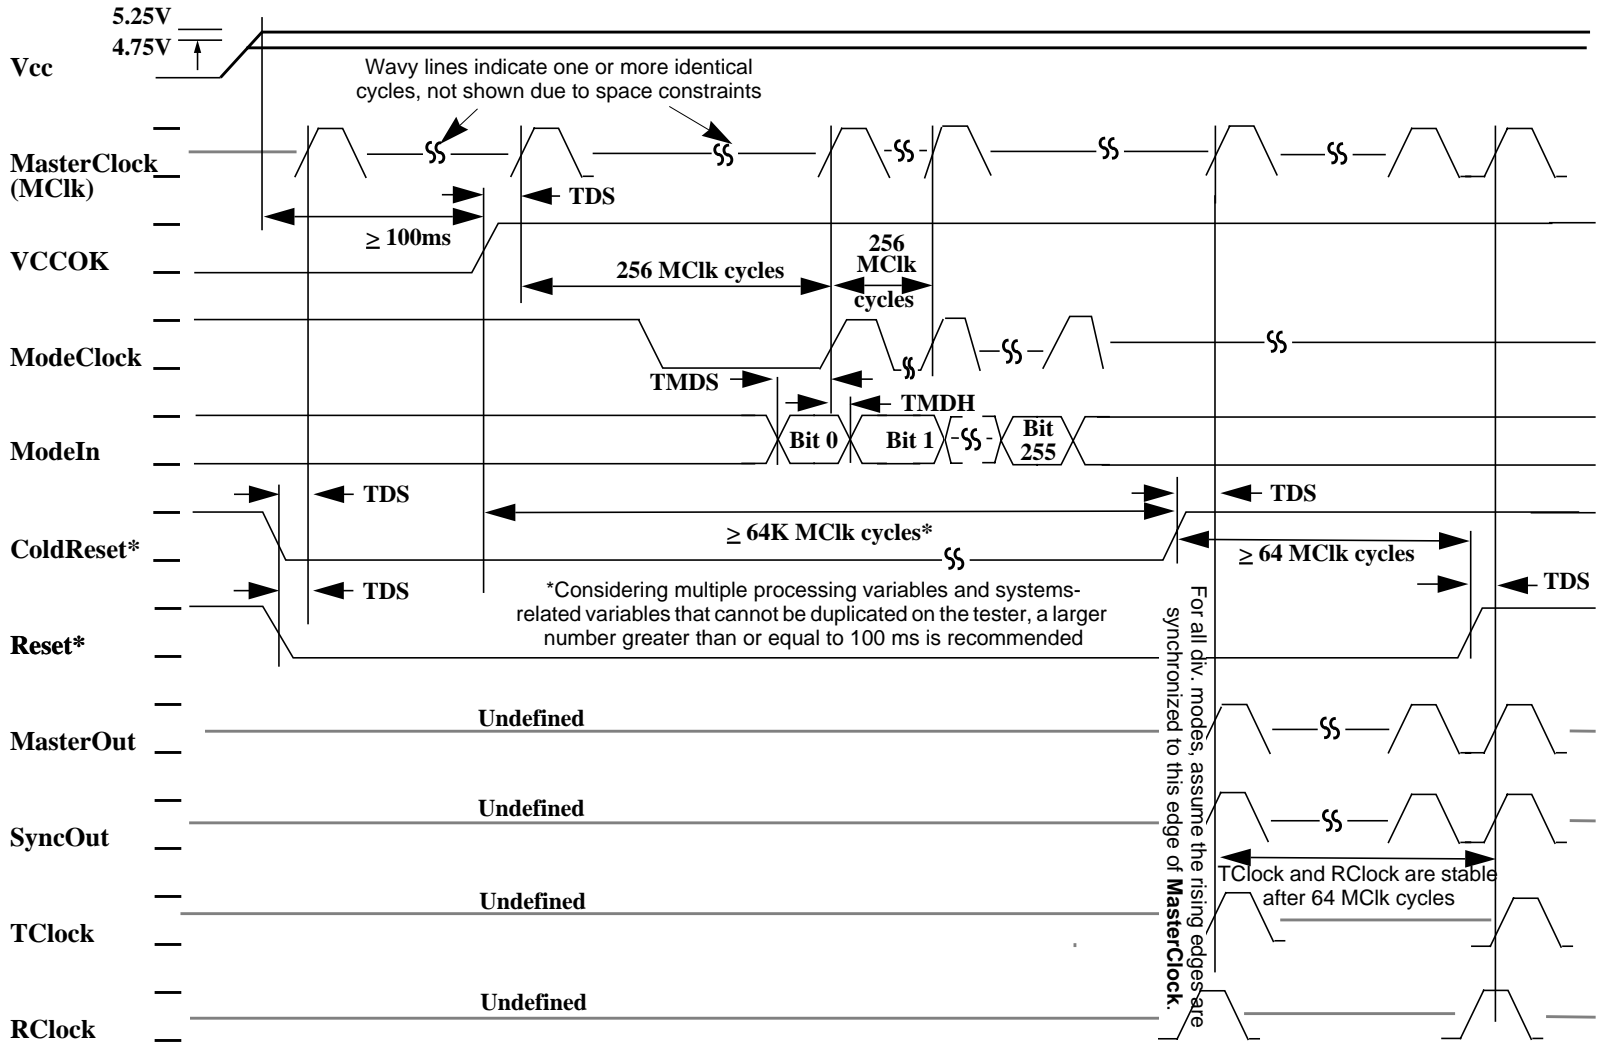 5.25V
4.75V
Vcc
Wavy lines indicate one or more identical
cycles, not shown due to space constraints
MasterClock
(MClk)
TDS
≥ 100ms
VCCOK
256 MClk cycles
256
MClk
cycles
ModeClock
TMDS
TMDH
ModeIn
Bit 0
Bit 1
Bit
255
TDS
TDS
ColdReset*
≥ 64K MClk cycles*
≥ 64 MClk cycles
TDS
TDS
*Considering multiple processing variables and systems-
related variables that cannot be duplicated on the tester, a larger
number greater than or equal to 100 ms is recommended
Reset*
For all div. modes, assume the rising edges are
synchronized to this edge of MasterClock.
MasterOut
Undefined
SyncOut
Undefined
TClock and RClock are stable
after 64 MClk cycles
TClock
Undefined
RClock
Undefined